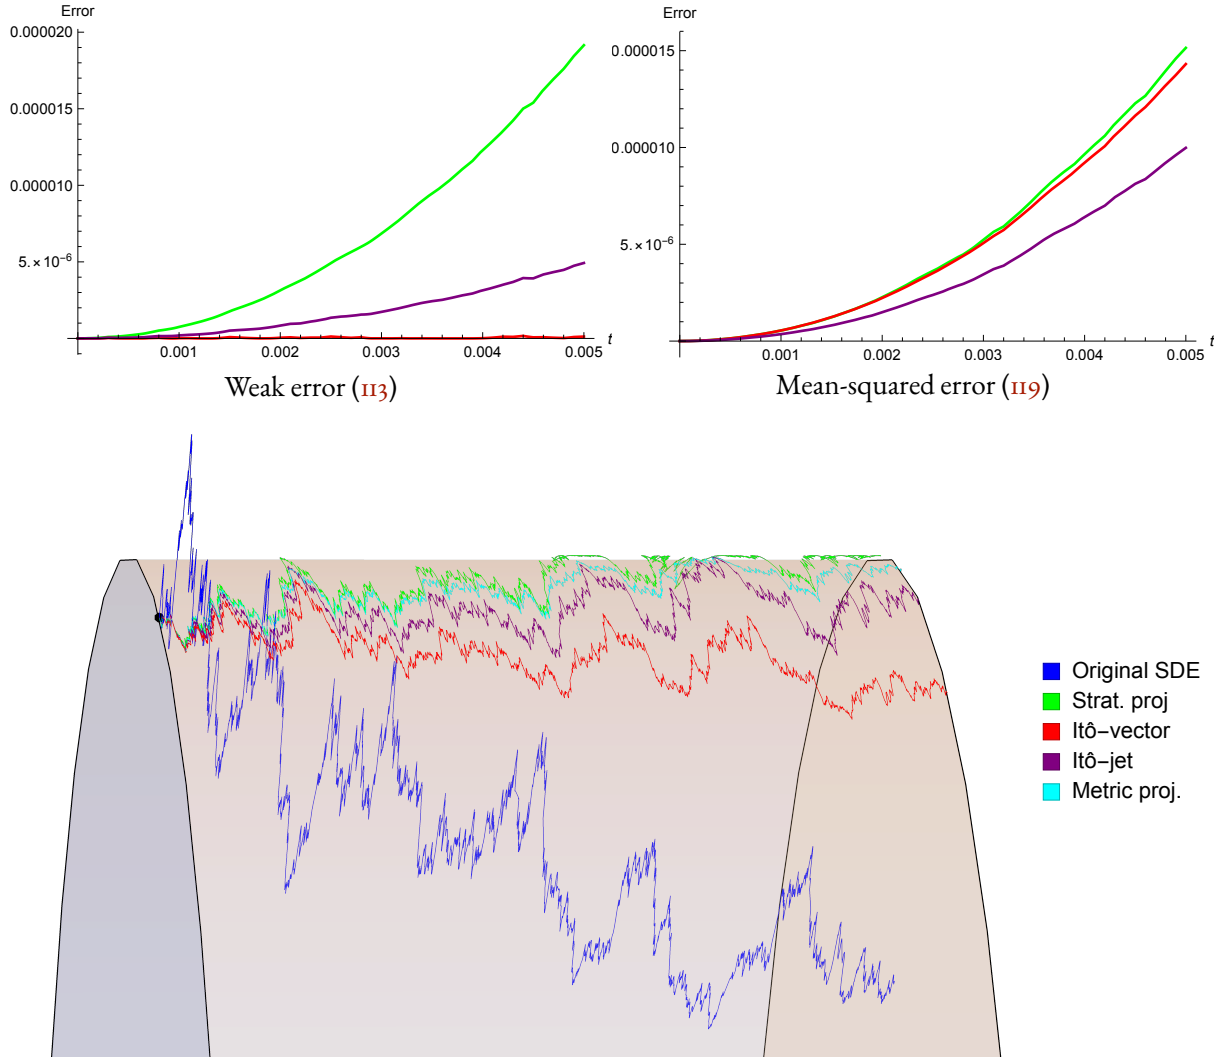 Error
0.000020
0.000015
0.000010
5.×10⁻⁶
0.001 0.002 0.003 0.004 0.005 t
Weak error (113)
Error
0.000015
0.000010
5.×10⁻⁶
0.001 0.002 0.003 0.004 0.005 t
Mean-squared error (119)
Original SDE
Strat. proj
Itô−vector
Itô−jet
Metric proj.